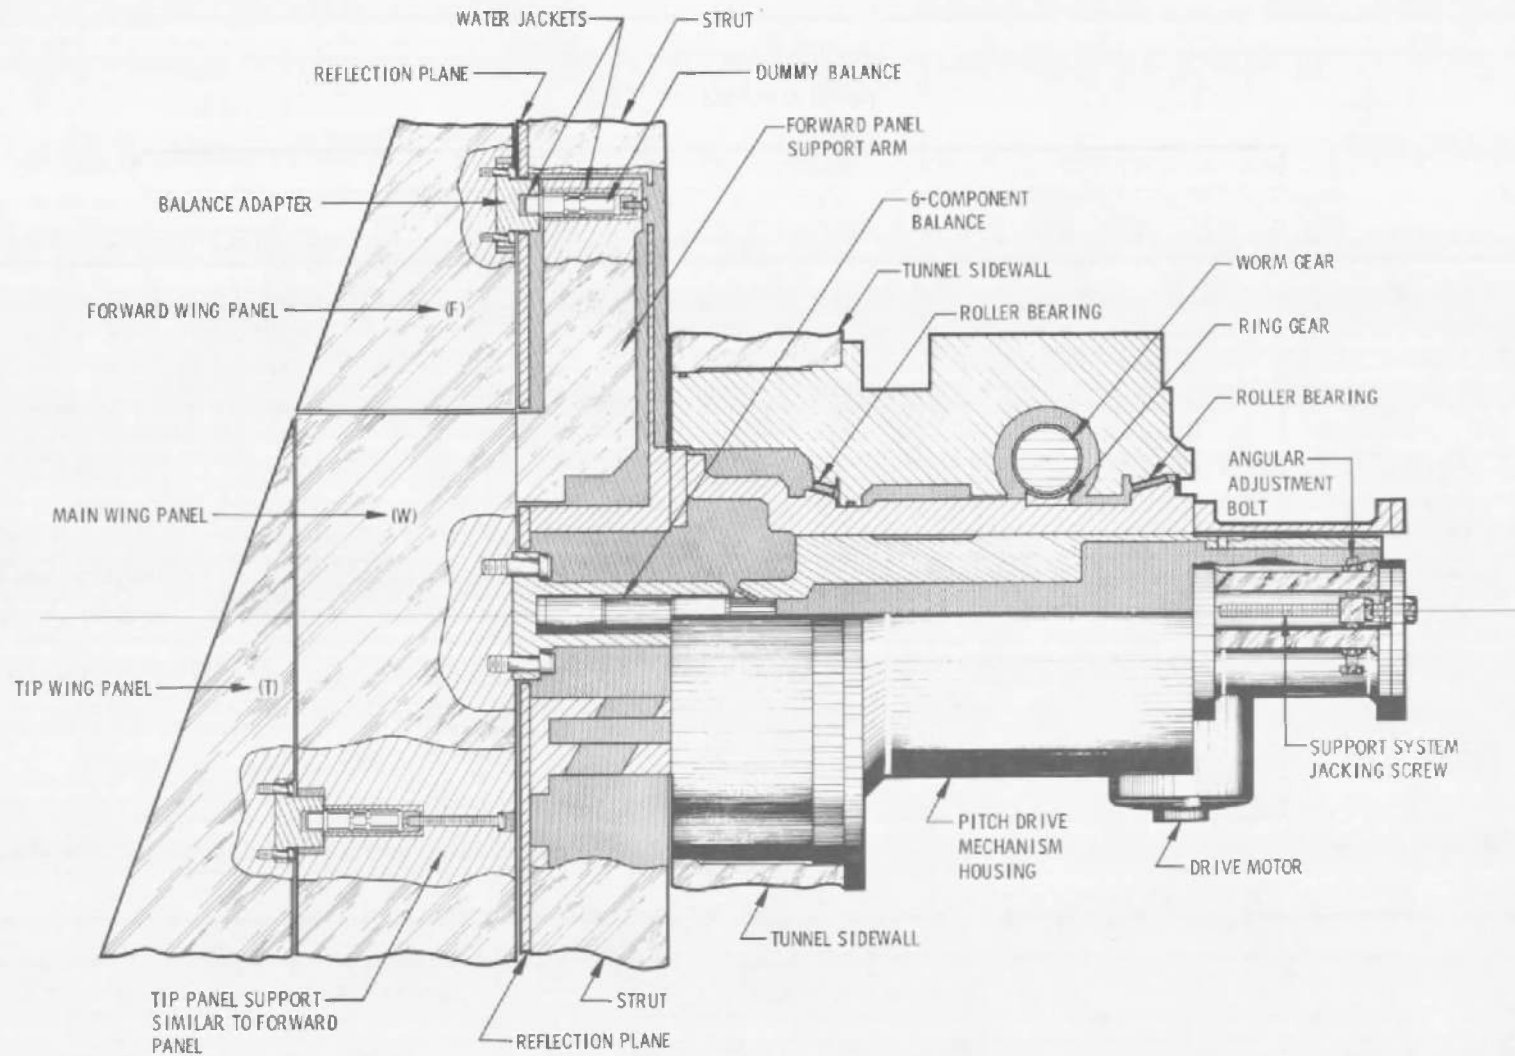 WATER JACKETS
STRUT
REFLECTION PLANE
DUMMY BALANCE
FORWARD PANEL
SUPPORT ARM
BALANCE ADAPTER
6-COMPONENT
BALANCE
TUNNEL SIDEWALL
WORM GEAR
FORWARD WING PANEL
(F)
ROLLER BEARING
RING GEAR
ROLLER BEARING
ANGULAR
ADJUSTMENT
BOLT
MAIN WING PANEL
(W)
TIP WING PANEL
(T)
SUPPORT SYSTEM
JACKING SCREW
PITCH DRIVE
MECHANISM
HOUSING
DRIVE MOTOR
TUNNEL SIDEWALL
TIP PANEL SUPPORT
SIMILAR TO FORWARD
PANEL
STRUT
REFLECTION PLANE